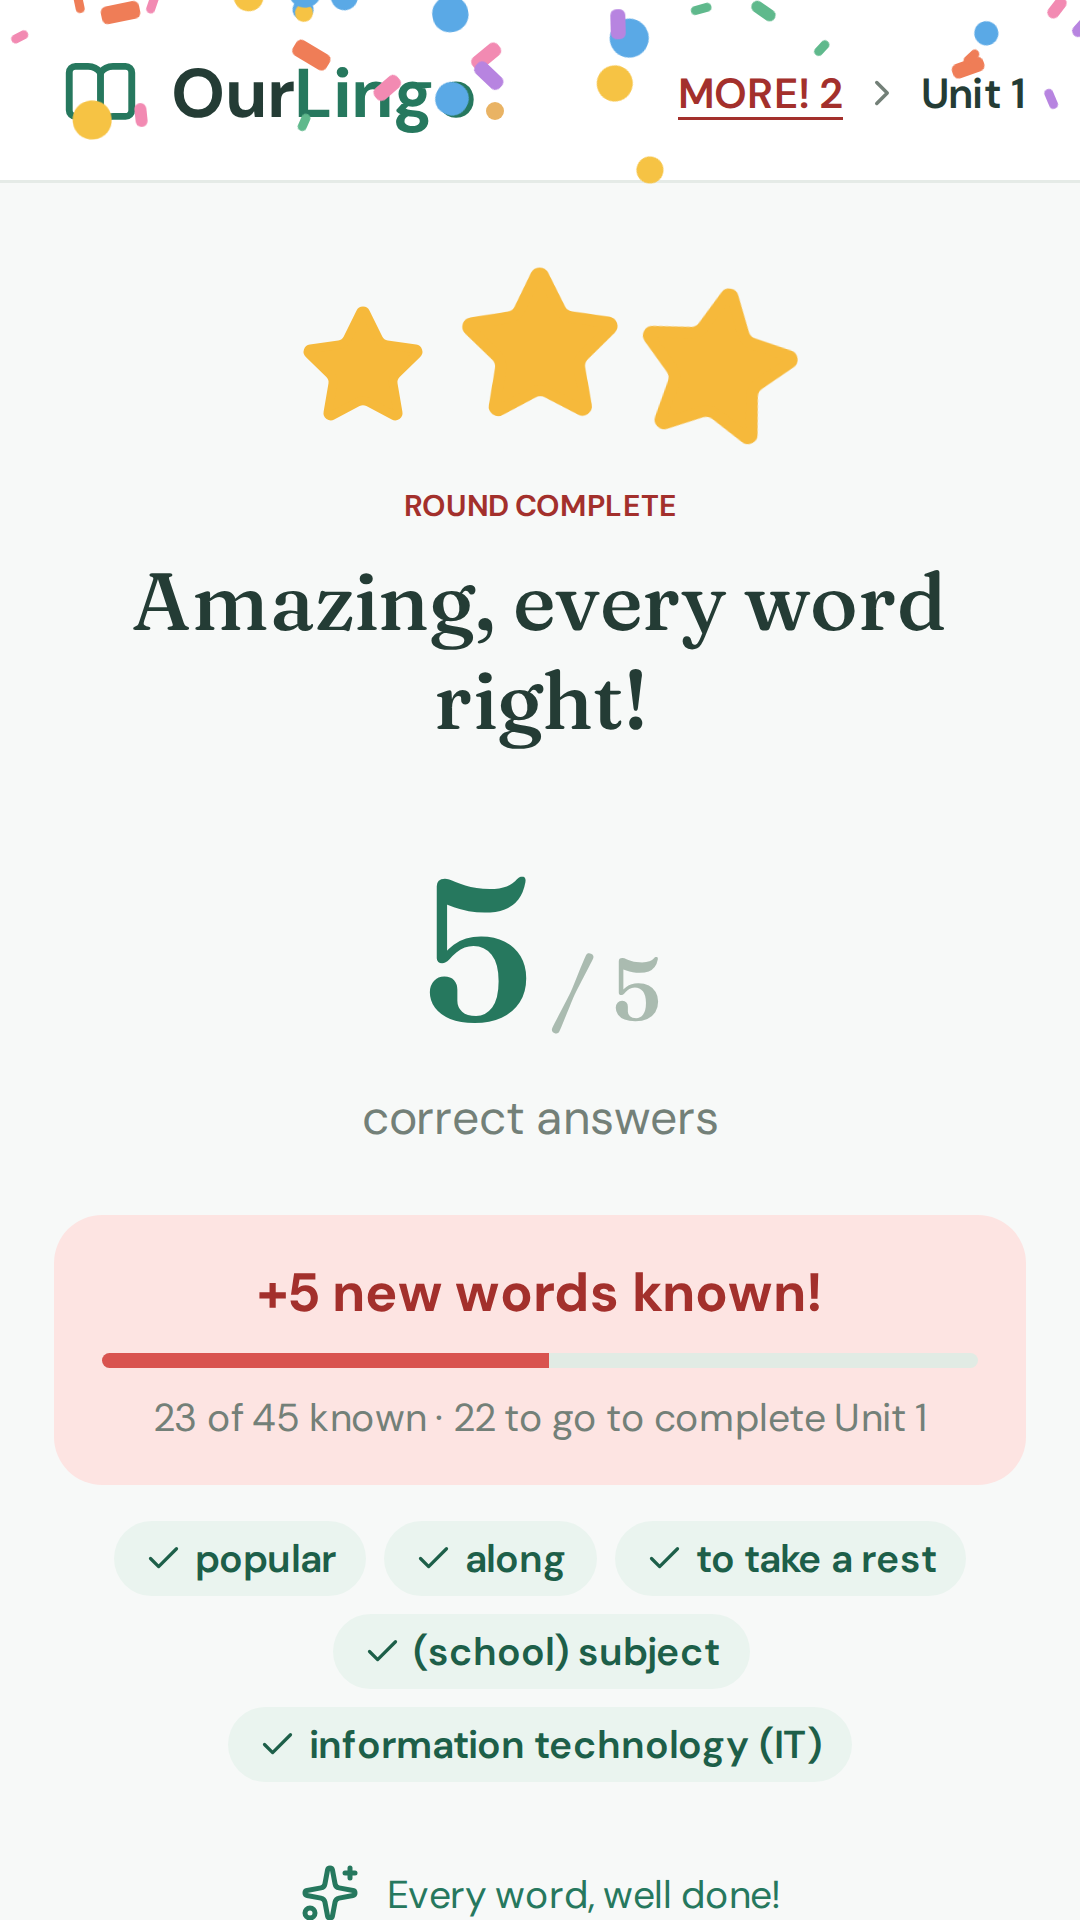 OurLingo
MORE! 2 > Unit 1
ROUND COMPLETE
Amazing, every word
right!
5 / 5
correct answers
+5 new words known!
23 of 45 known · 22 to go to complete Unit 1
popular
along
to take a rest
(school) subject
information technology (IT)
Every word, well done!